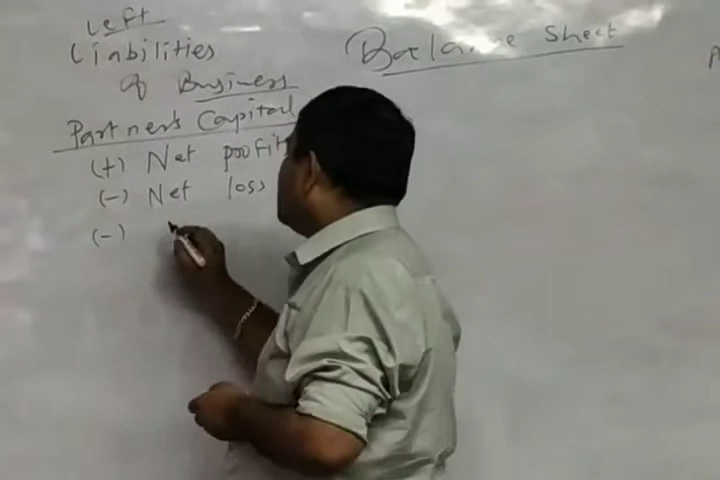 Left
Liabilities
of Business
Balance Sheet
Partner's Capital
(+) Net profit
(-) Net loss
(-)